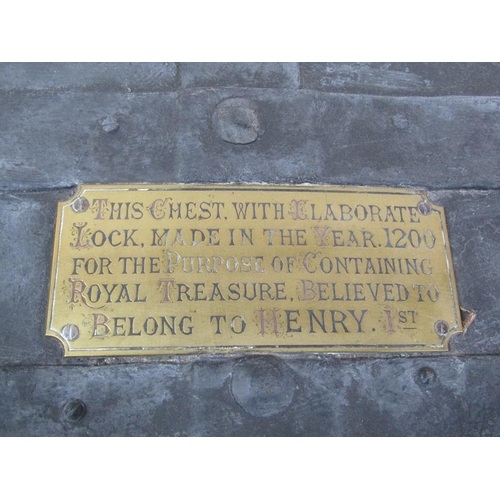 THIS CHEST, WITH ELABORATE
LOCK, MADE IN THE YEAR. 1200
FOR THE PURPOSE OF CONTAINING
ROYAL TREASURE, BELIEVED TO
BELONG TO HENRY. 1ST